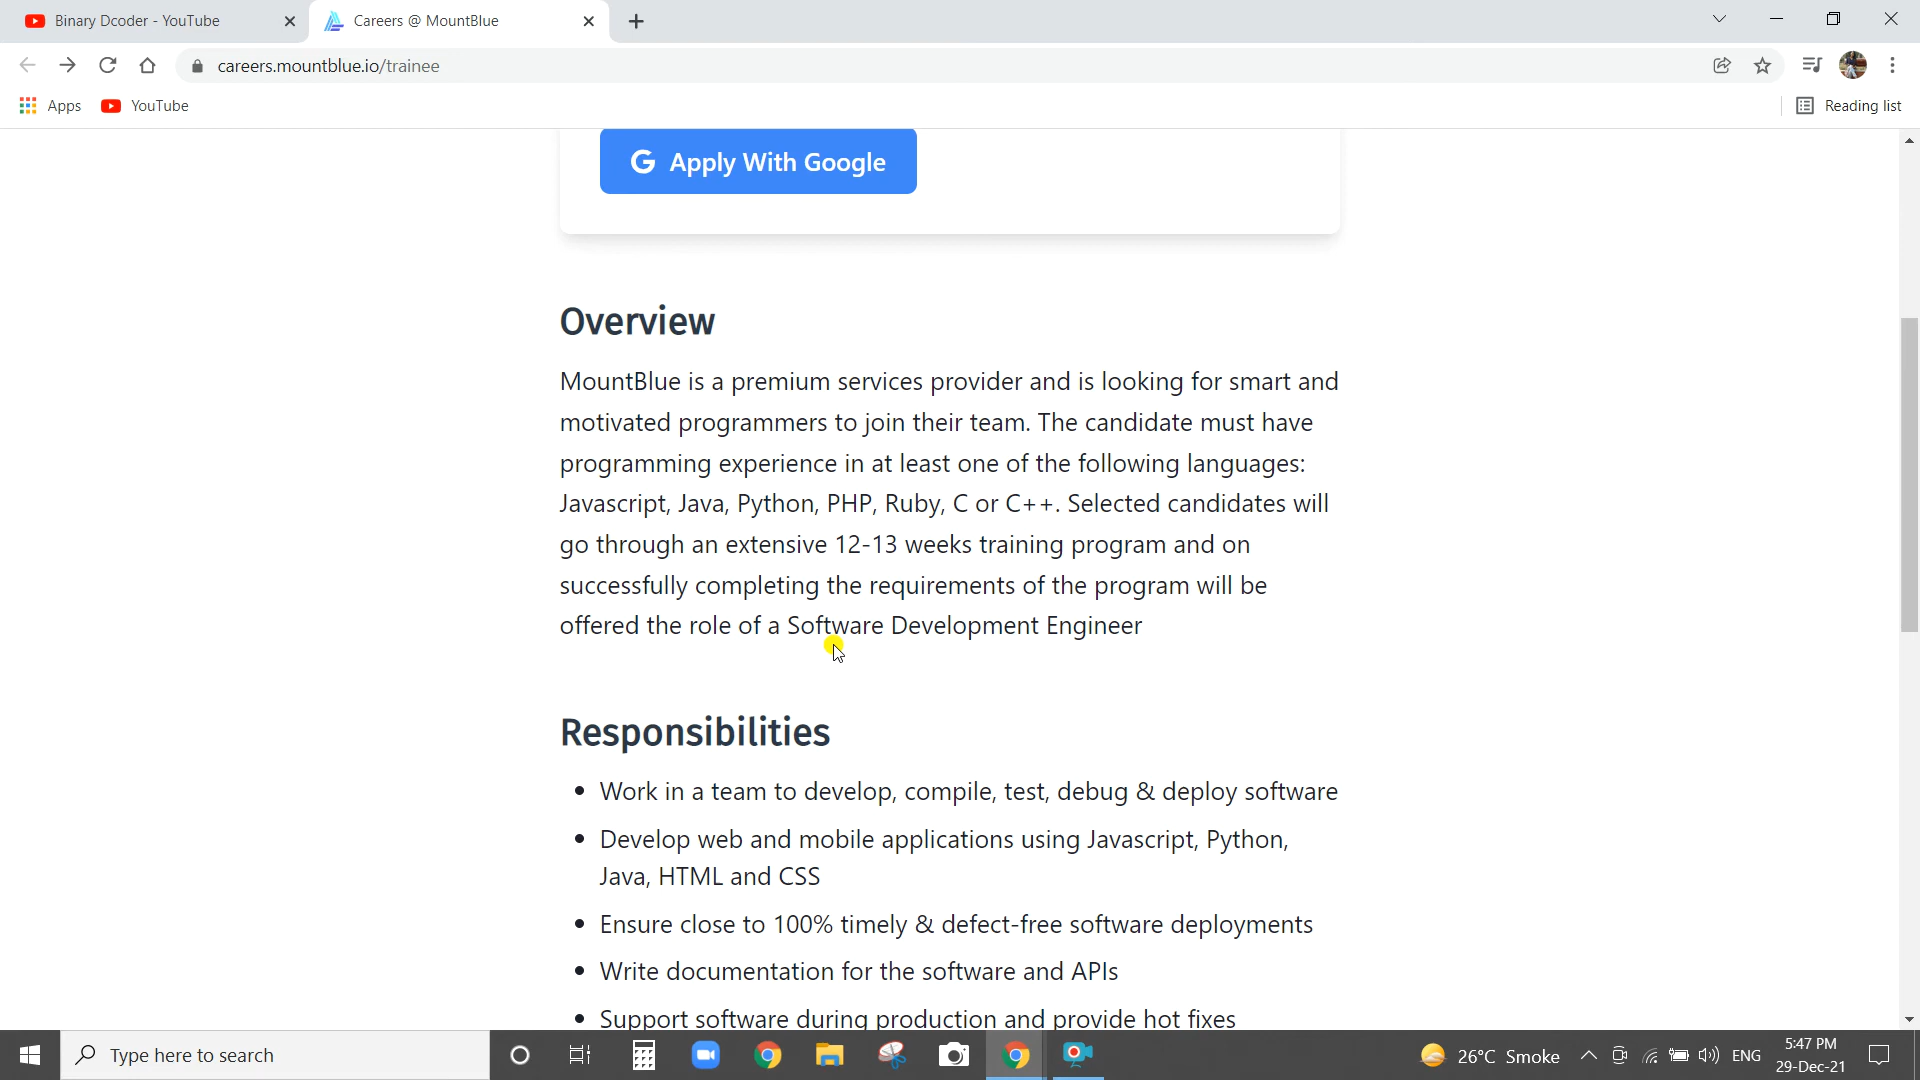 Binary Dcoder - YouTube
Careers @ MountBlue
careers.mountblue.io/trainee
Apps
YouTube
Reading list
G Apply With Google
Overview
MountBlue is a premium services provider and is looking for smart and
motivated programmers to join their team. The candidate must have
programming experience in at least one of the following languages:
Javascript, Java, Python, PHP, Ruby, C or C++. Selected candidates will
go through an extensive 12-13 weeks training program and on
successfully completing the requirements of the program will be
offered the role of a Software Development Engineer
Responsibilities
• Work in a team to develop, compile, test, debug & deploy software
• Develop web and mobile applications using Javascript, Python,
Java, HTML and CSS
• Ensure close to 100% timely & defect-free software deployments
• Write documentation for the software and APIs
• Support software during production and provide hot fixes
Type here to search
26°C Smoke
ENG
5:47 PM
29-Dec-21